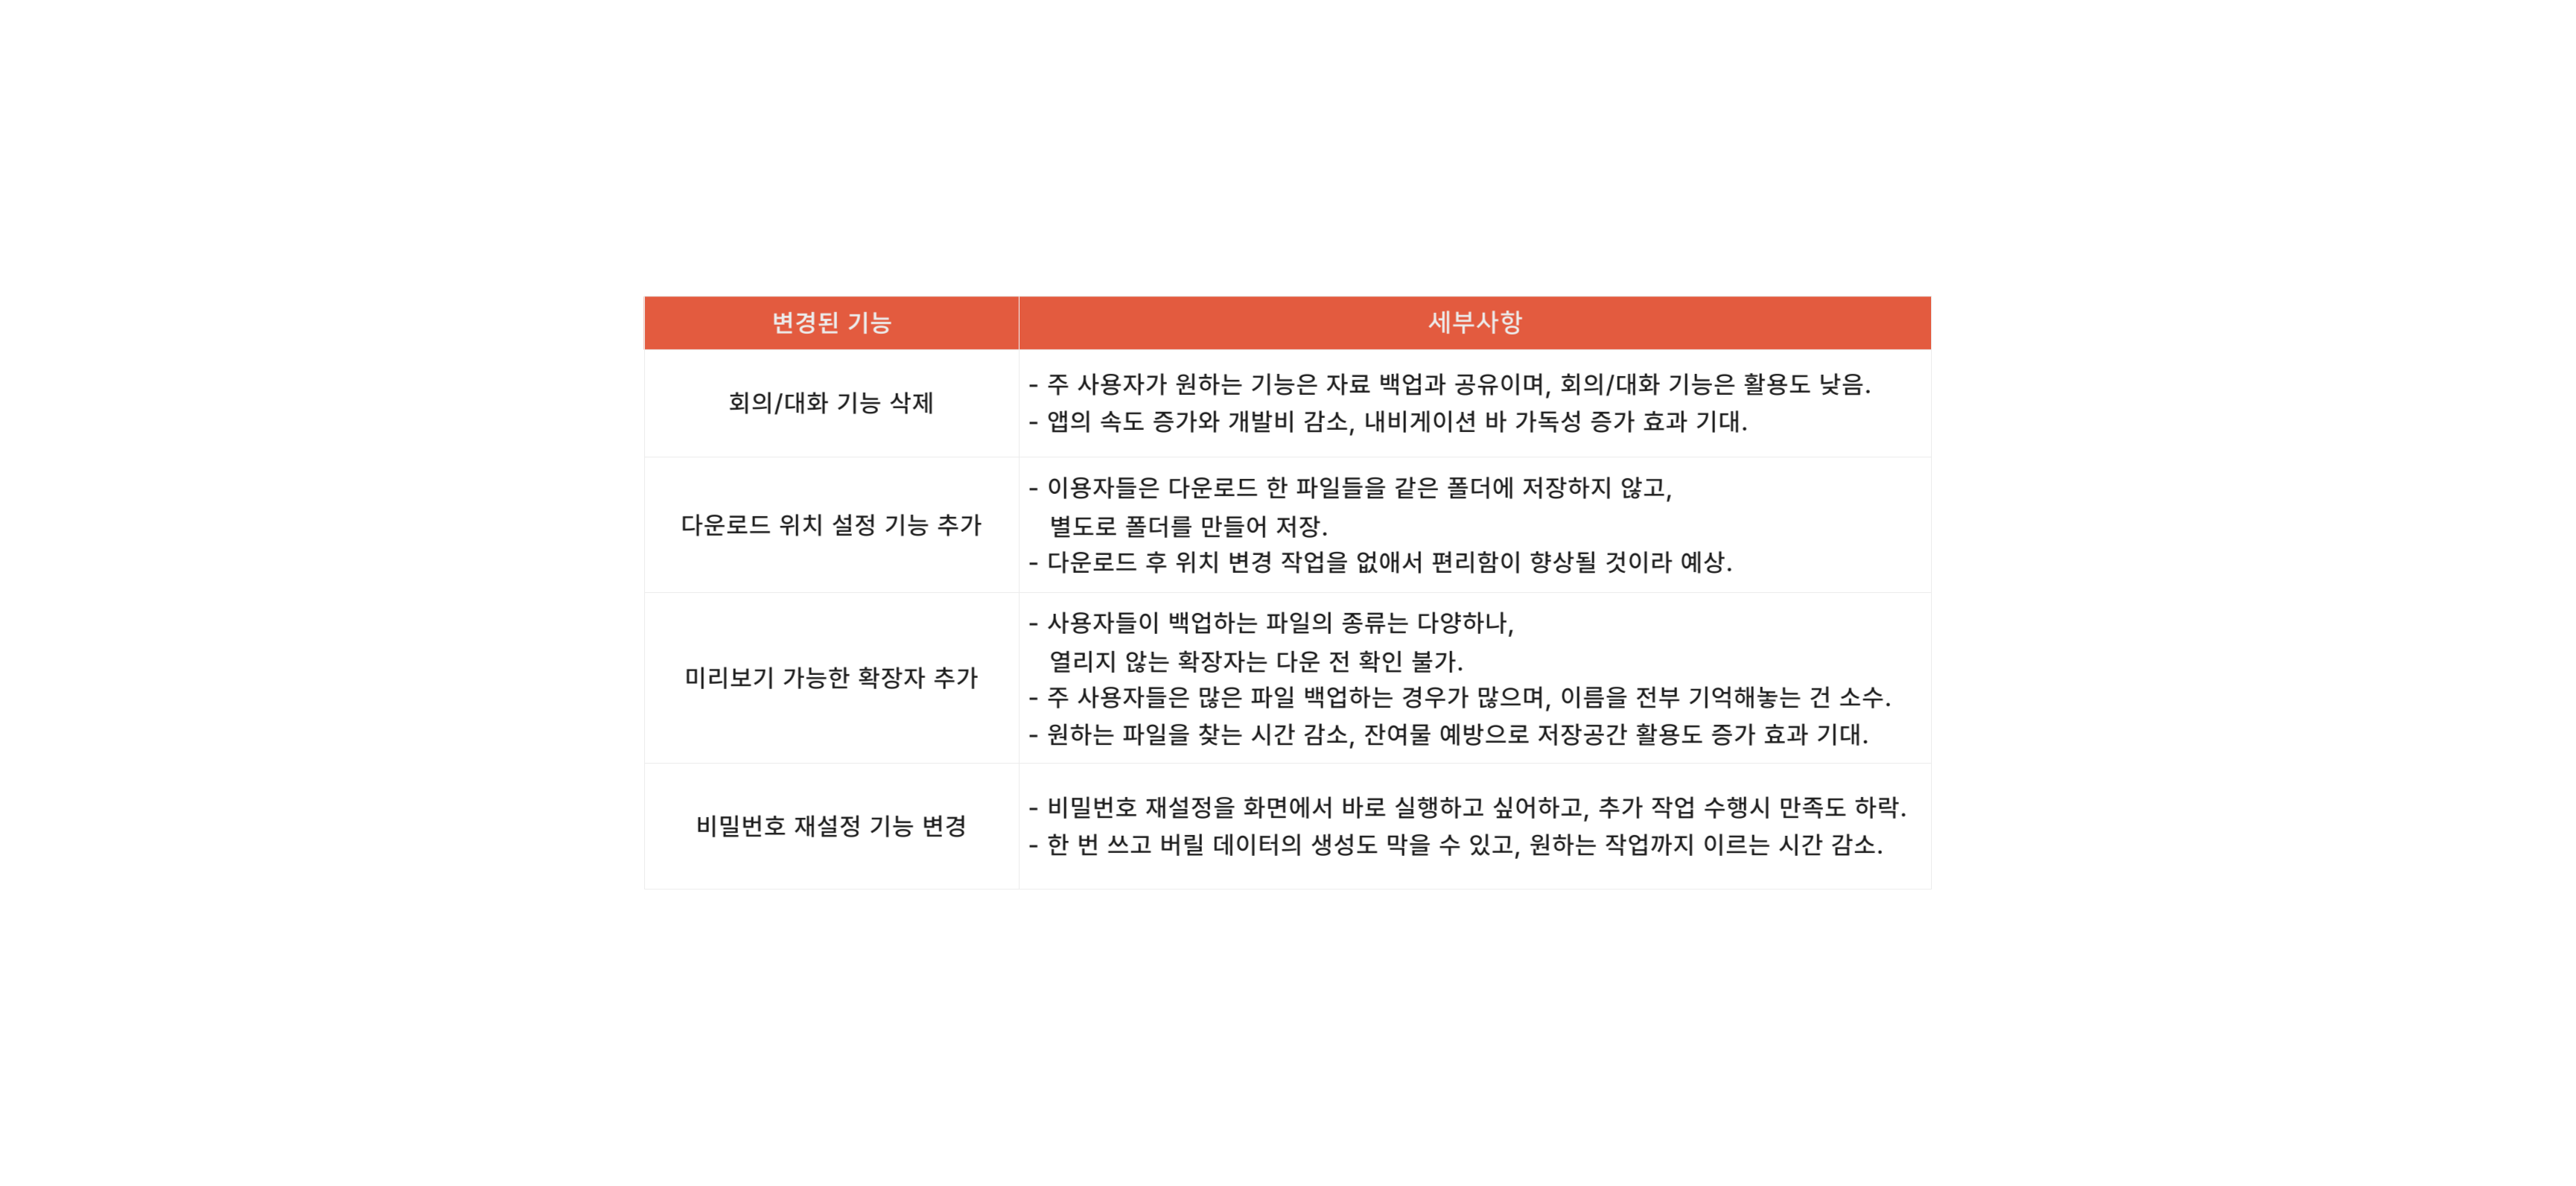 변경된 기능
세부사항
회의/대화 기능 삭제
- 주 사용자가 원하는 기능은 자료 백업과 공유이며, 회의/대화 기능은 활용도 낮음.
- 앱의 속도 증가와 개발비 감소, 내비게이션 바 가독성 증가 효과 기대.
다운로드 위치 설정 기능 추가
- 이용자들은 다운로드 한 파일들을 같은 폴더에 저장하지 않고,
별도로 폴더를 만들어 저장.
- 다운로드 후 위치 변경 작업을 없애서 편리함이 향상될 것이라 예상.
미리보기 가능한 확장자 추가
- 사용자들이 백업하는 파일의 종류는 다양하나,
열리지 않는 확장자는 다운 전 확인 불가.
- 주 사용자들은 많은 파일 백업하는 경우가 많으며, 이름을 전부 기억해놓는 건 소수.
- 원하는 파일을 찾는 시간 감소, 잔여물 예방으로 저장공간 활용도 증가 효과 기대.
비밀번호 재설정 기능 변경
- 비밀번호 재설정을 화면에서 바로 실행하고 싶어하고, 추가 작업 수행시 만족도 하락.
- 한 번 쓰고 버릴 데이터의 생성도 막을 수 있고, 원하는 작업까지 이르는 시간 감소.